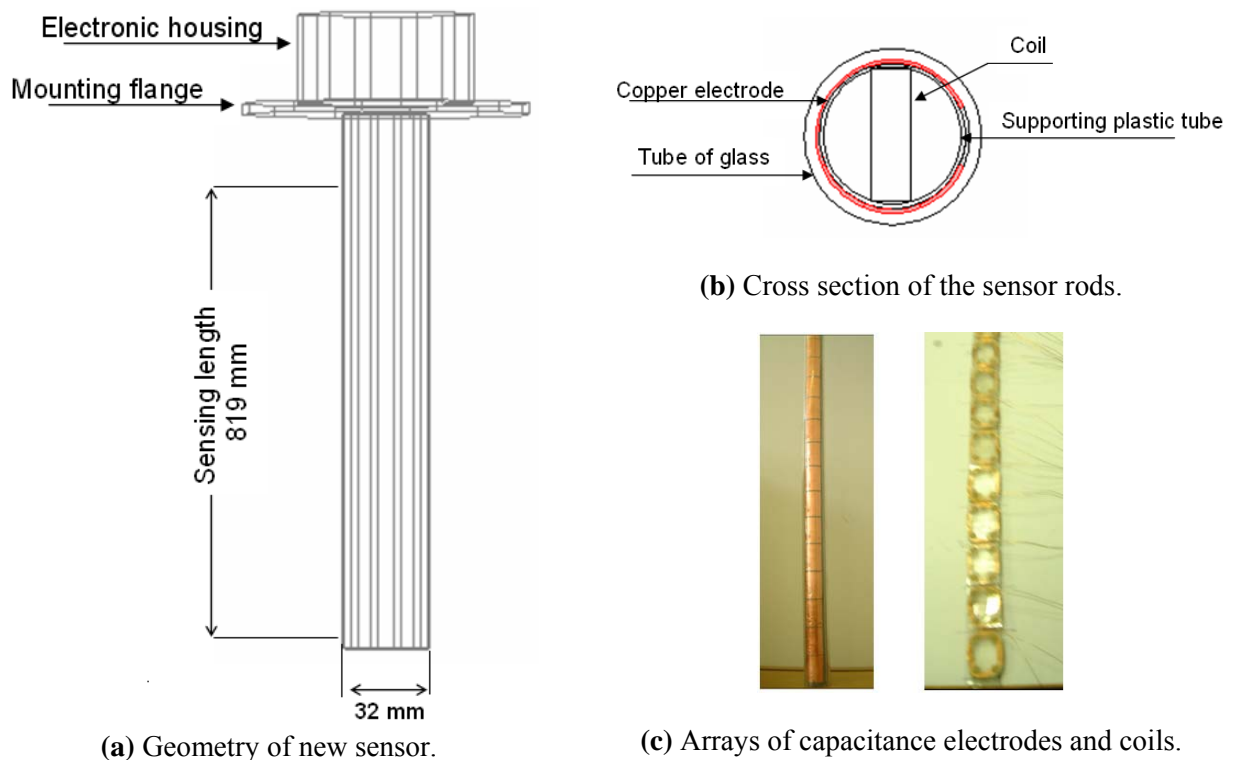 Electronic housing
Mounting flange
Sensing length
819 mm
32 mm
(a) Geometry of new sensor.
Coil
Copper electrode
Supporting plastic tube
Tube of glass
(b) Cross section of the sensor rods.
(c) Arrays of capacitance electrodes and coils.